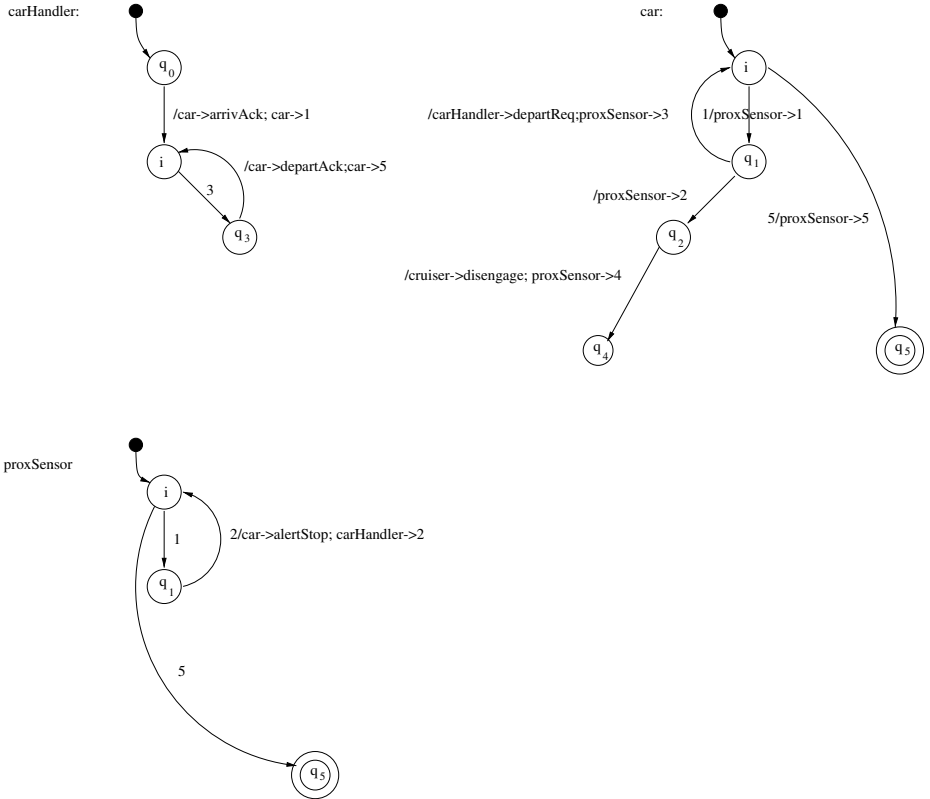 carHandler:
car:
q0
i
/car->arrivAck; car->1
/carHandler->departReq;proxSensor->3
1/proxSensor->1
i
q1
/car->departAck;car->5
3
/proxSensor->2
q3
q2
5/proxSensor->5
/cruiser->disengage; proxSensor->4
q4
q5
proxSensor
i
1
2/car->alertStop; carHandler->2
q1
5
q5